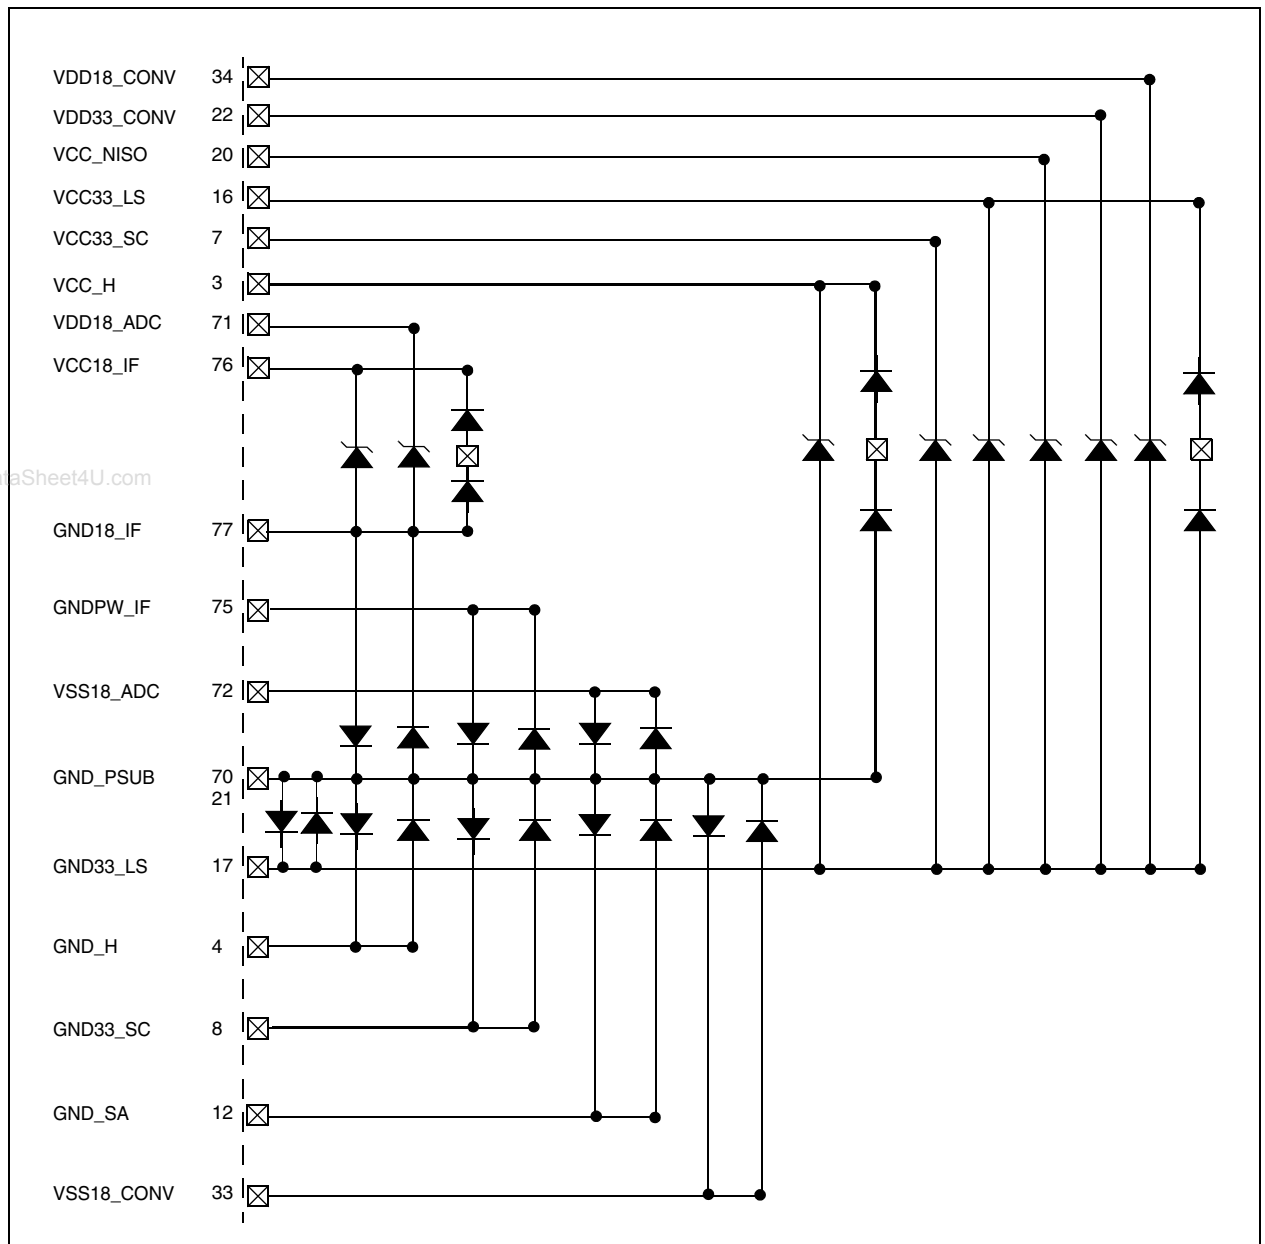 VDD18_CONV 34
VDD33_CONV 22
VCC_NISO 20
VCC33_LS 16
VCC33_SC 7
VCC_H 3
VDD18_ADC 71
VCC18_IF 76
ataSheet4U.com
GND18_IF 77
GNDPW_IF 75
VSS18_ADC 72
GND_PSUB 70
21
GND33_LS 17
GND_H 4
GND33_SC 8
GND_SA 12
VSS18_CONV 33